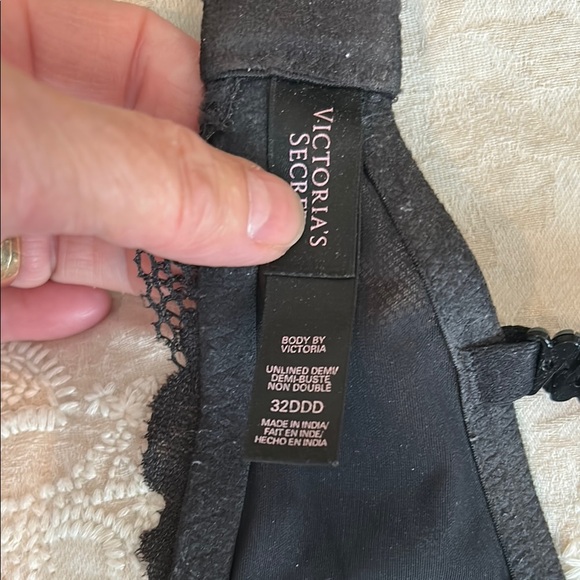 VICTORIA'S
SECRE
BODY BY
VICTORIA
UNLINED DEMI/
DEMI-BUSTE
NON DOUBLÉ
32DDD
MADE IN INDIA/
FAIT EN INDE/
HECHO EN INDIA